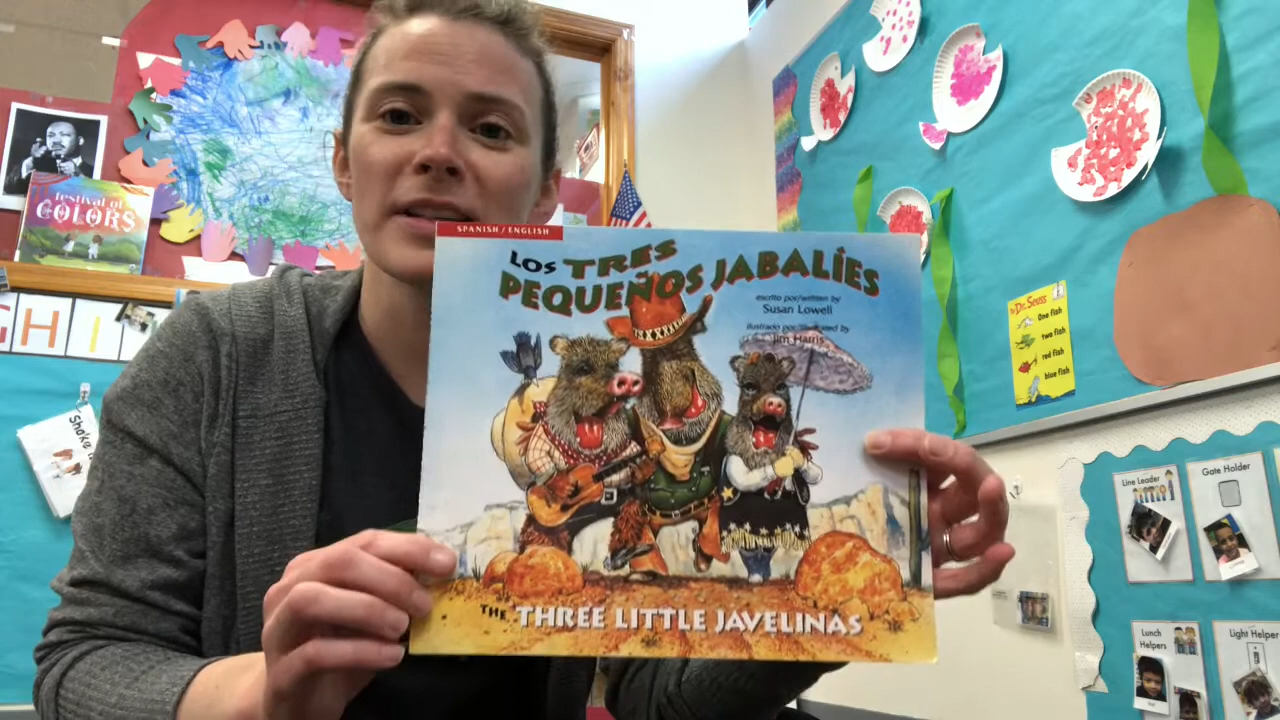 festival of
COLORS
GHI
Shake
SPANISH / ENGLISH
LOS TRES
PEQUEÑOS JABALÍES
escrito por/written by
Susan Lowell
ilustrado por/illustrated by
Jim Harris
THE THREE LITTLE JAVELINAS
Dr. Seuss
One fish
two fish
red fish
blue fish
Line Leader
Gate Holder
Lunch
Helpers
Light Helper